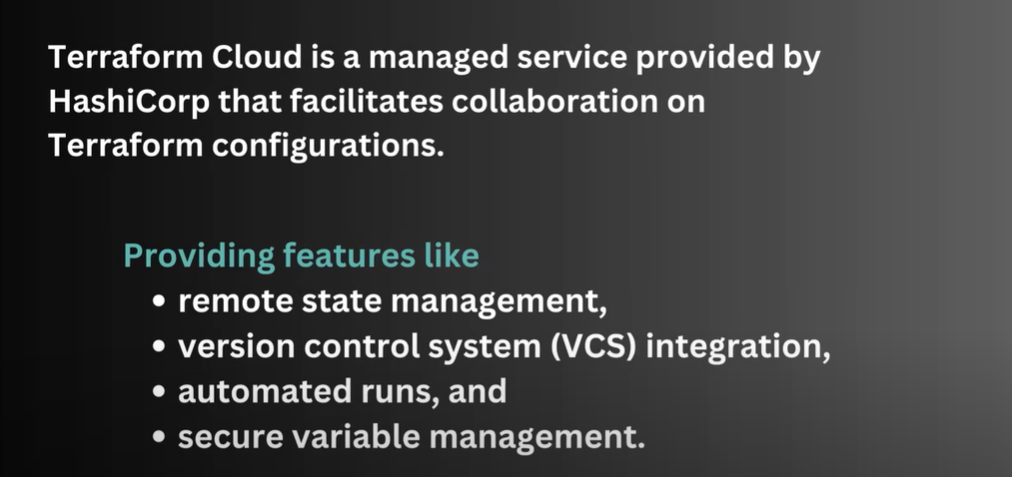 Terraform Cloud is a managed service provided by
HashiCorp that facilitates collaboration on
Terraform configurations.
Providing features like
• remote state management,
• version control system (VCS) integration,
• automated runs, and
• secure variable management.